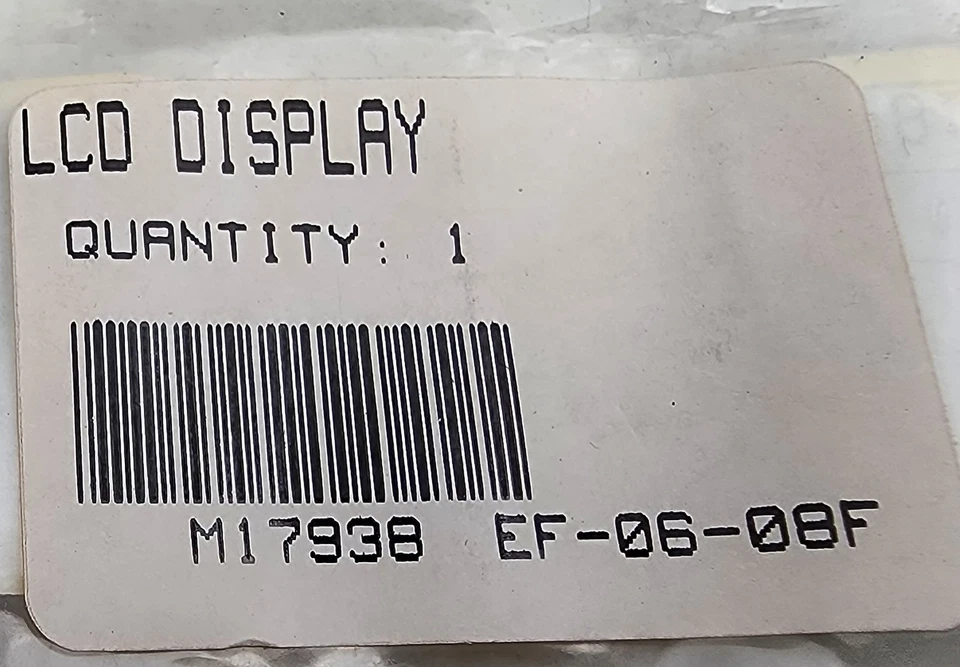 LCD DISPLAY
QUANTITY: 1
M17938 EF-06-08F